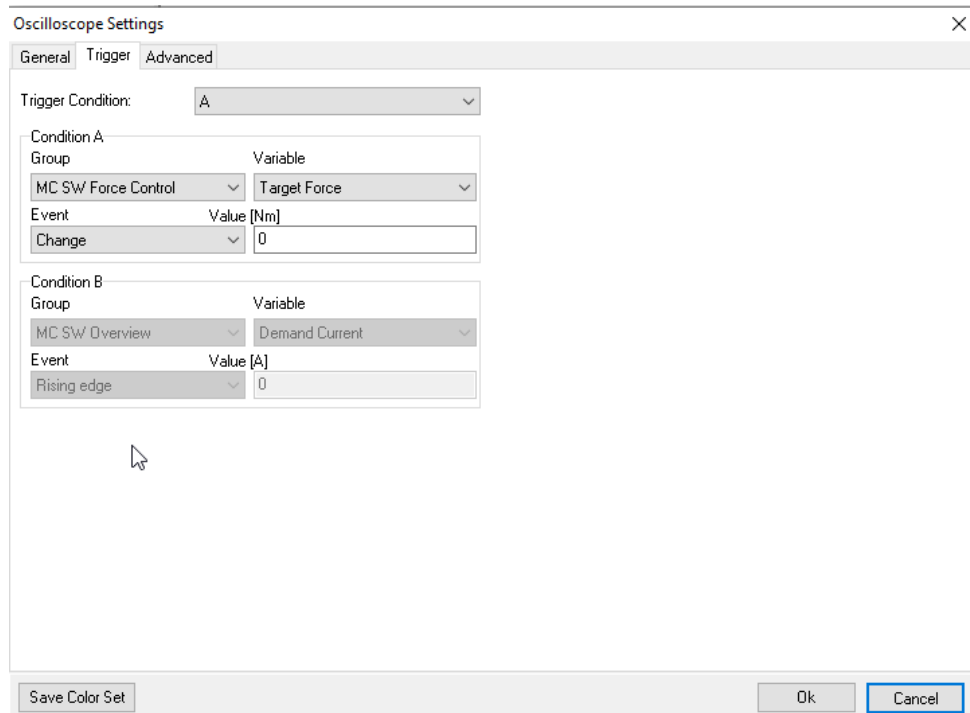 Oscilloscope Settings
General Trigger Advanced
Trigger Condition: A
Condition A
Group Variable
MC SW Force Control Target Force
Event Value [Nm]
Change 0
Condition B
Group Variable
MC SW Overview Demand Current
Event Value [A]
Rising edge 0
Save Color Set Ok Cancel